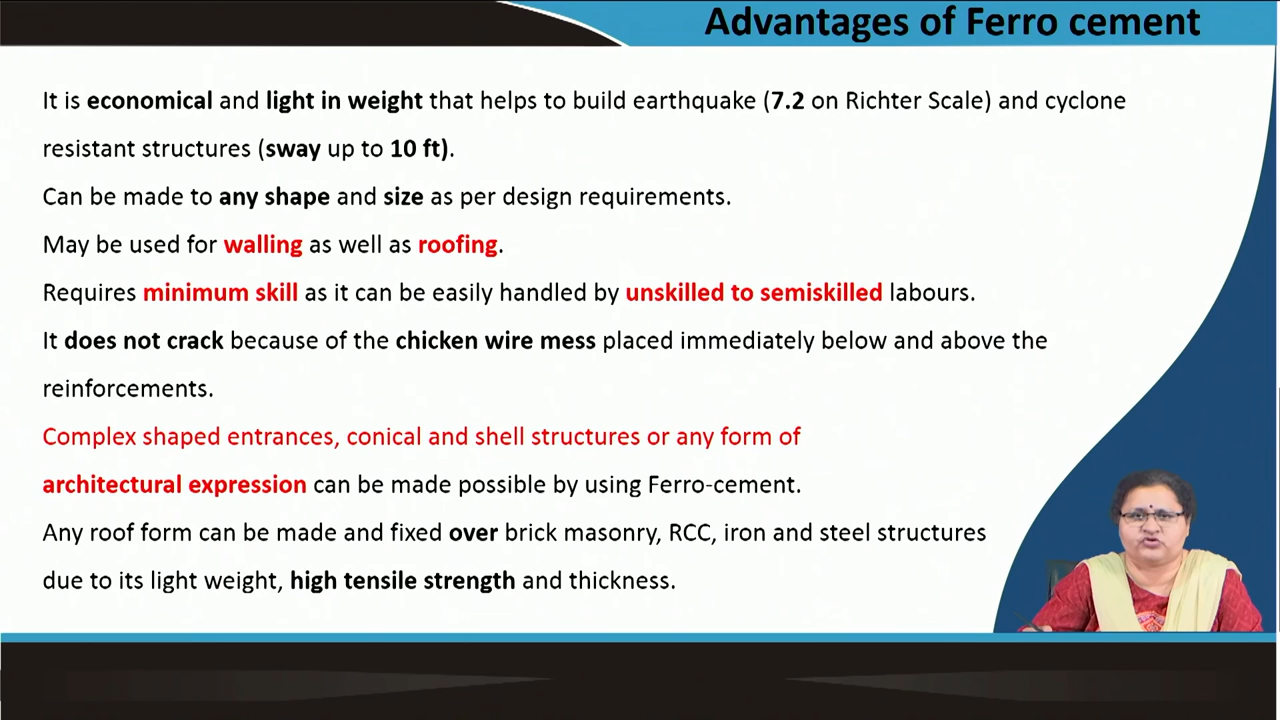 Advantages of Ferro cement
It is economical and light in weight that helps to build earthquake (7.2 on Richter Scale) and cyclone
resistant structures (sway up to 10 ft).
Can be made to any shape and size as per design requirements.
May be used for walling as well as roofing.
Requires minimum skill as it can be easily handled by unskilled to semiskilled labours.
It does not crack because of the chicken wire mess placed immediately below and above the
reinforcements.
Complex shaped entrances, conical and shell structures or any form of
architectural expression can be made possible by using Ferro-cement.
Any roof form can be made and fixed over brick masonry, RCC, iron and steel structures
due to its light weight, high tensile strength and thickness.